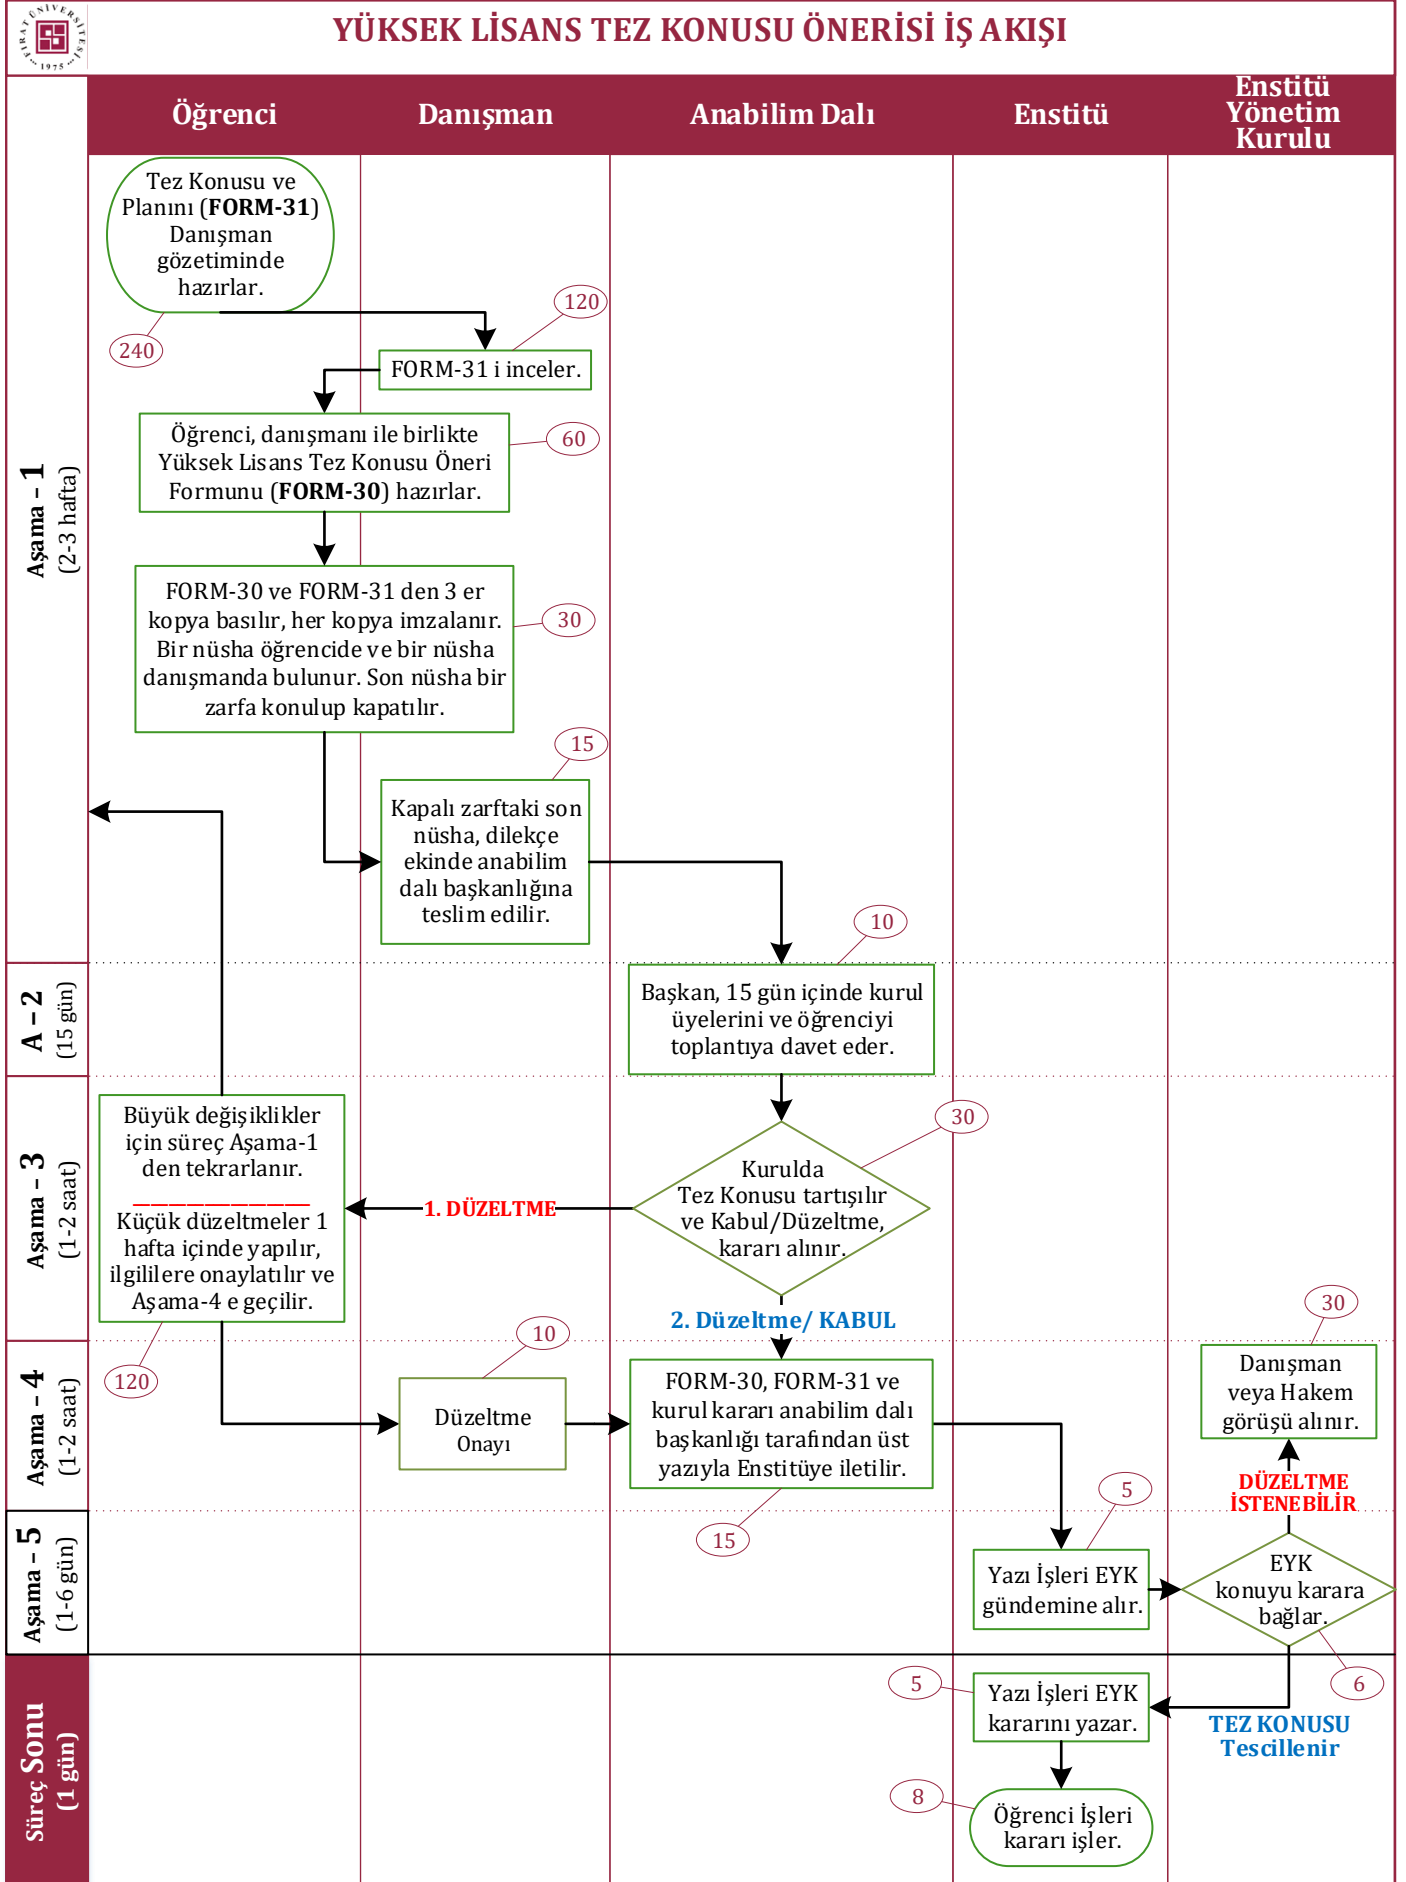 FIRAT ÜNİVERSİTESİ
1975
YÜKSEK LİSANS TEZ KONUSU ÖNERİSİ İŞ AKIŞI
Öğrenci
Danışman
Anabilim Dalı
Enstitü
Enstitü
Yönetim
Kurulu
Aşama – 1
(2-3 hafta)
Tez Konusu ve
Planını (FORM-31)
Danışman
gözetiminde
hazırlar.
240
120
FORM-31 i inceler.
Öğrenci, danışmanı ile birlikte
Yüksek Lisans Tez Konusu Öneri
Formunu (FORM-30) hazırlar.
60
FORM-30 ve FORM-31 den 3 er
kopya basılır, her kopya imzalanır.
Bir nüsha öğrencide ve bir nüsha
danışmanda bulunur. Son nüsha bir
zarfa konulup kapatılır.
30
15
Kapalı zarftaki son
nüsha, dilekçe
ekinde anabilim
dalı başkanlığına
teslim edilir.
10
A – 2
(15 gün)
Başkan, 15 gün içinde kurul
üyelerini ve öğrenciyi
toplantıya davet eder.
Aşama – 3
(1-2 saat)
Büyük değişiklikler
için süreç Aşama-1
den tekrarlanır.
Küçük düzeltmeler 1
hafta içinde yapılır,
ilgililere onaylatılır ve
Aşama-4 e geçilir.
120
1. DÜZELTME
30
Kurulda
Tez Konusu tartışılır
ve Kabul/Düzeltme,
kararı alınır.
2. Düzeltme/ KABUL
Aşama – 4
(1-2 saat)
10
Düzeltme
Onayı
FORM-30, FORM-31 ve
kurul kararı anabilim dalı
başkanlığı tarafından üst
yazıyla Enstitüye iletilir.
15
30
Danışman
veya Hakem
görüşü alınır.
DÜZELTME
İSTENEBİLİR
Aşama – 5
(1-6 gün)
5
Yazı İşleri EYK
gündemine alır.
EYK
konuyu karara
bağlar.
6
Süreç Sonu
(1 gün)
5
Yazı İşleri EYK
kararını yazar.
TEZ KONUSU
Tescillenir
8
Öğrenci İşleri
kararı işler.